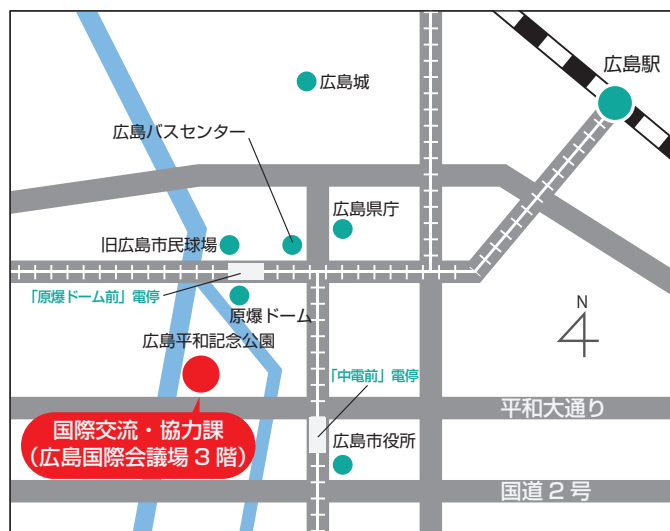 広島駅
広島城
広島バスセンター
広島県庁
旧広島市民球場
「原爆ドーム前」電停
原爆ドーム
N
広島平和記念公園
「中電前」電停
平和大通り
国際交流・協力課
（広島国際会議場 3 階）
広島市役所
国道 2 号